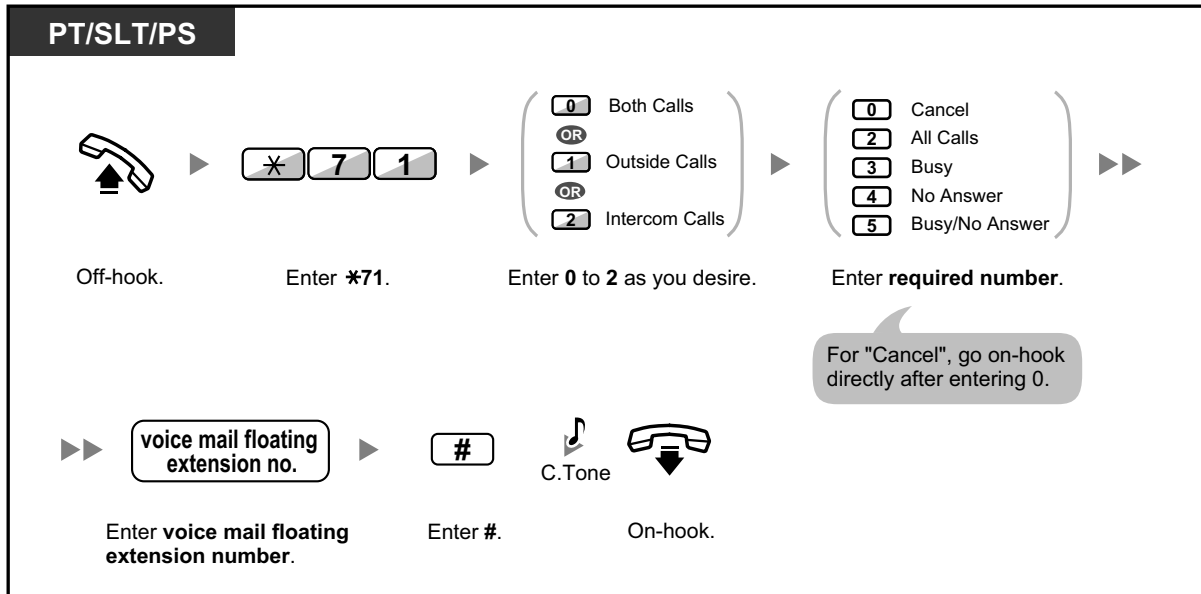 PT/SLT/PS
0 Both Calls
OR
1 Outside Calls
OR
2 Intercom Calls
0 Cancel
2 All Calls
3 Busy
4 No Answer
5 Busy/No Answer
* 7 1
Off-hook.
Enter *71.
Enter 0 to 2 as you desire.
Enter required number.
For "Cancel", go on-hook
directly after entering 0.
voice mail floating
extension no.
#
C.Tone
Enter voice mail floating
extension number.
Enter #.
On-hook.